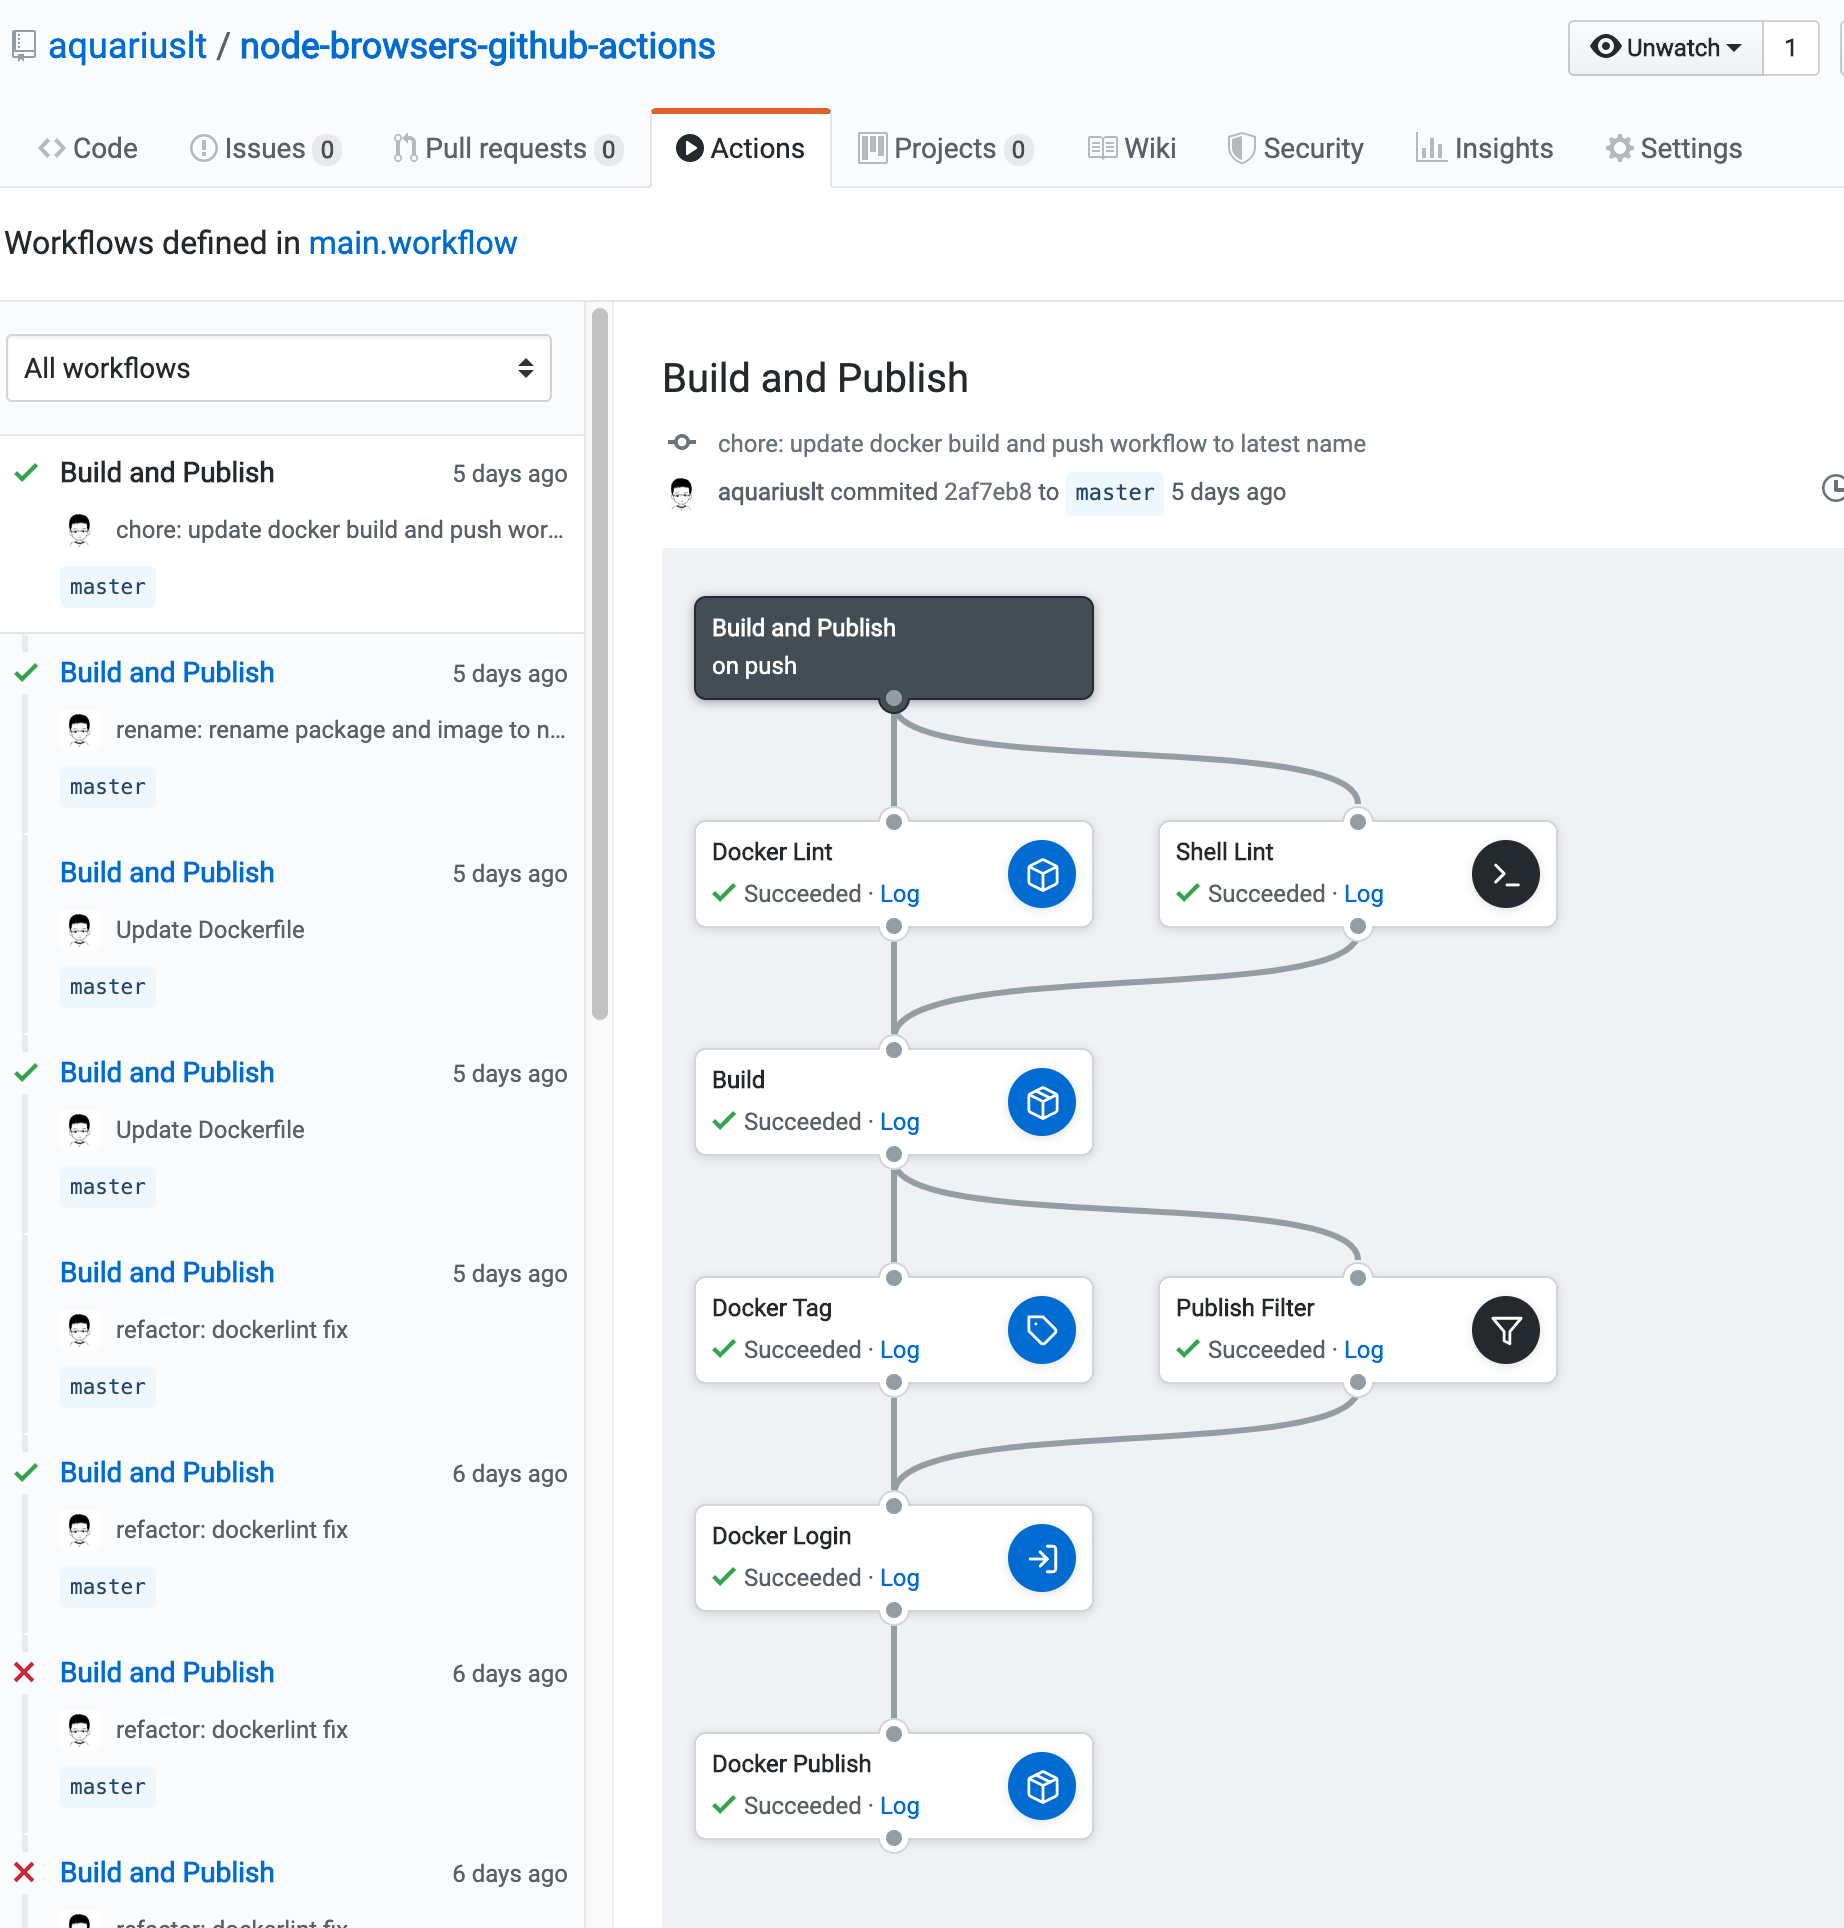 aquariuslt / node-browsers-github-actions
Unwatch 1
Code Issues 0 Pull requests 0 Actions Projects 0 Wiki Security Insights Settings
Workflows defined in main.workflow
All workflows
Build and Publish 5 days ago
chore: update docker build and push wor...
master
Build and Publish 5 days ago
rename: rename package and image to n...
master
Build and Publish 5 days ago
Update Dockerfile
master
Build and Publish 5 days ago
Update Dockerfile
master
Build and Publish 5 days ago
refactor: dockerlint fix
master
Build and Publish 6 days ago
refactor: dockerlint fix
master
Build and Publish 6 days ago
refactor: dockerlint fix
master
Build and Publish 6 days ago
refactor: dockerlint fix
Build and Publish
chore: update docker build and push workflow to latest name
aquariuslt commited 2af7eb8 to master 5 days ago
Build and Publish
on push
Docker Lint
Succeeded · Log
Shell Lint
Succeeded · Log
Build
Succeeded · Log
Docker Tag
Succeeded · Log
Publish Filter
Succeeded · Log
Docker Login
Succeeded · Log
Docker Publish
Succeeded · Log